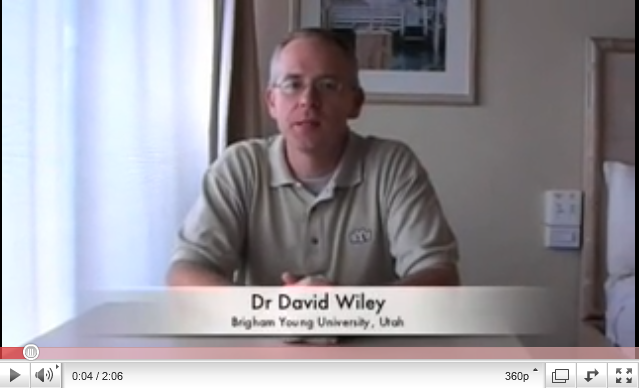 Dr David Wiley
Brigham Young University, Utah
0:04 / 2:06
360p